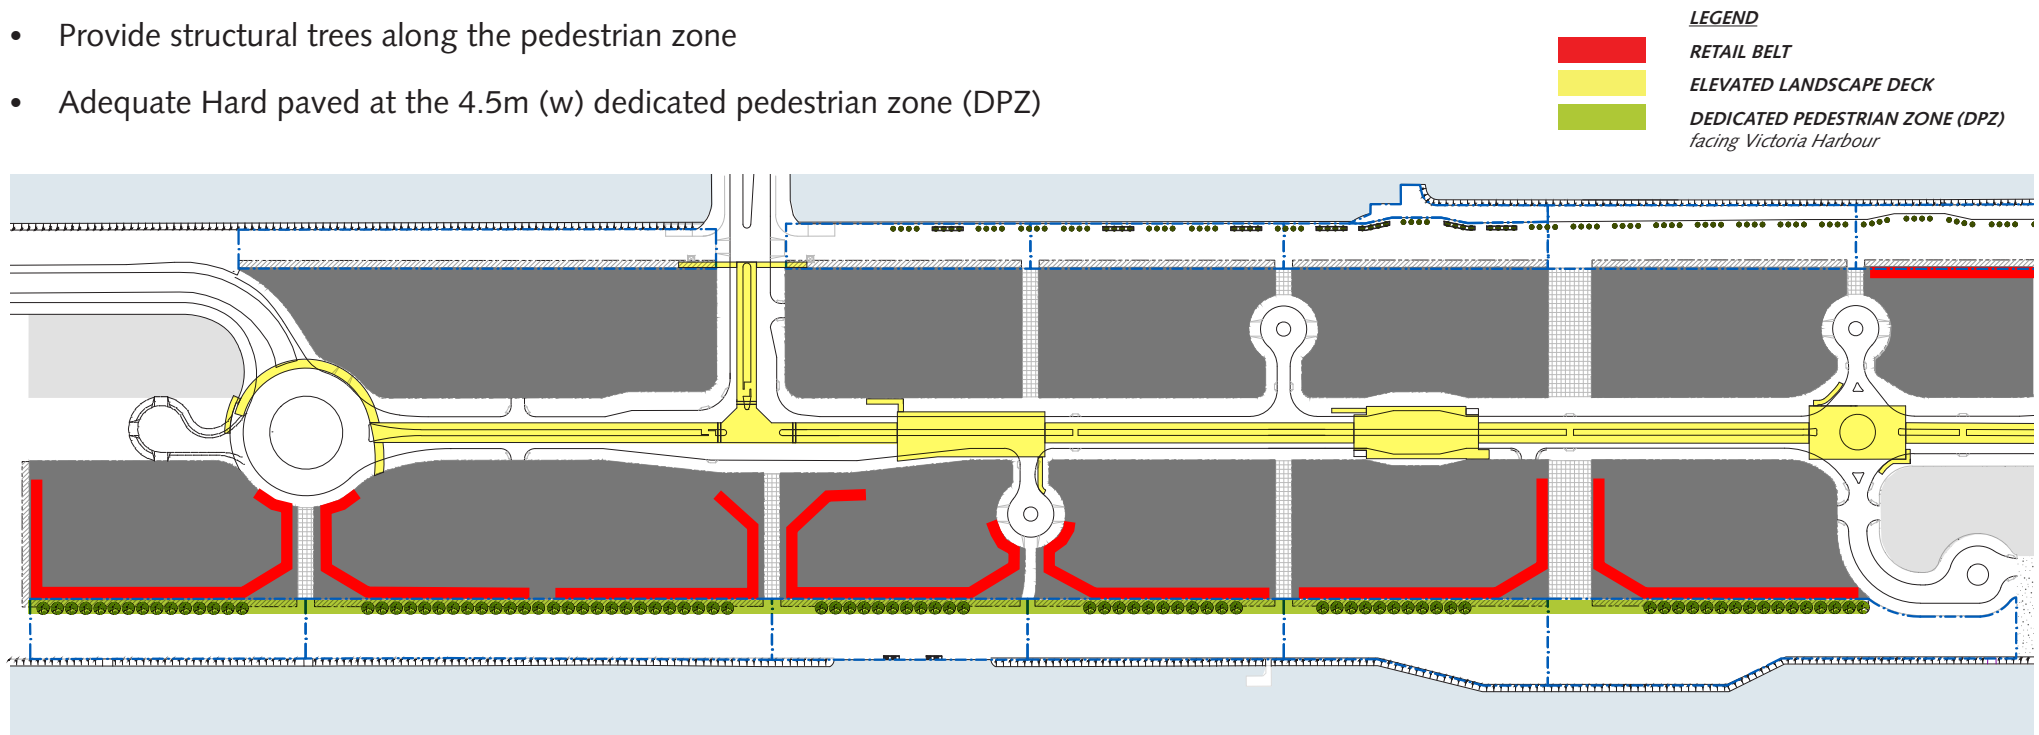 • Provide structural trees along the pedestrian zone
• Adequate Hard paved at the 4.5m (w) dedicated pedestrian zone (DPZ)
LEGEND
RETAIL BELT
ELEVATED LANDSCAPE DECK
DEDICATED PEDESTRIAN ZONE (DPZ)
facing Victoria Harbour